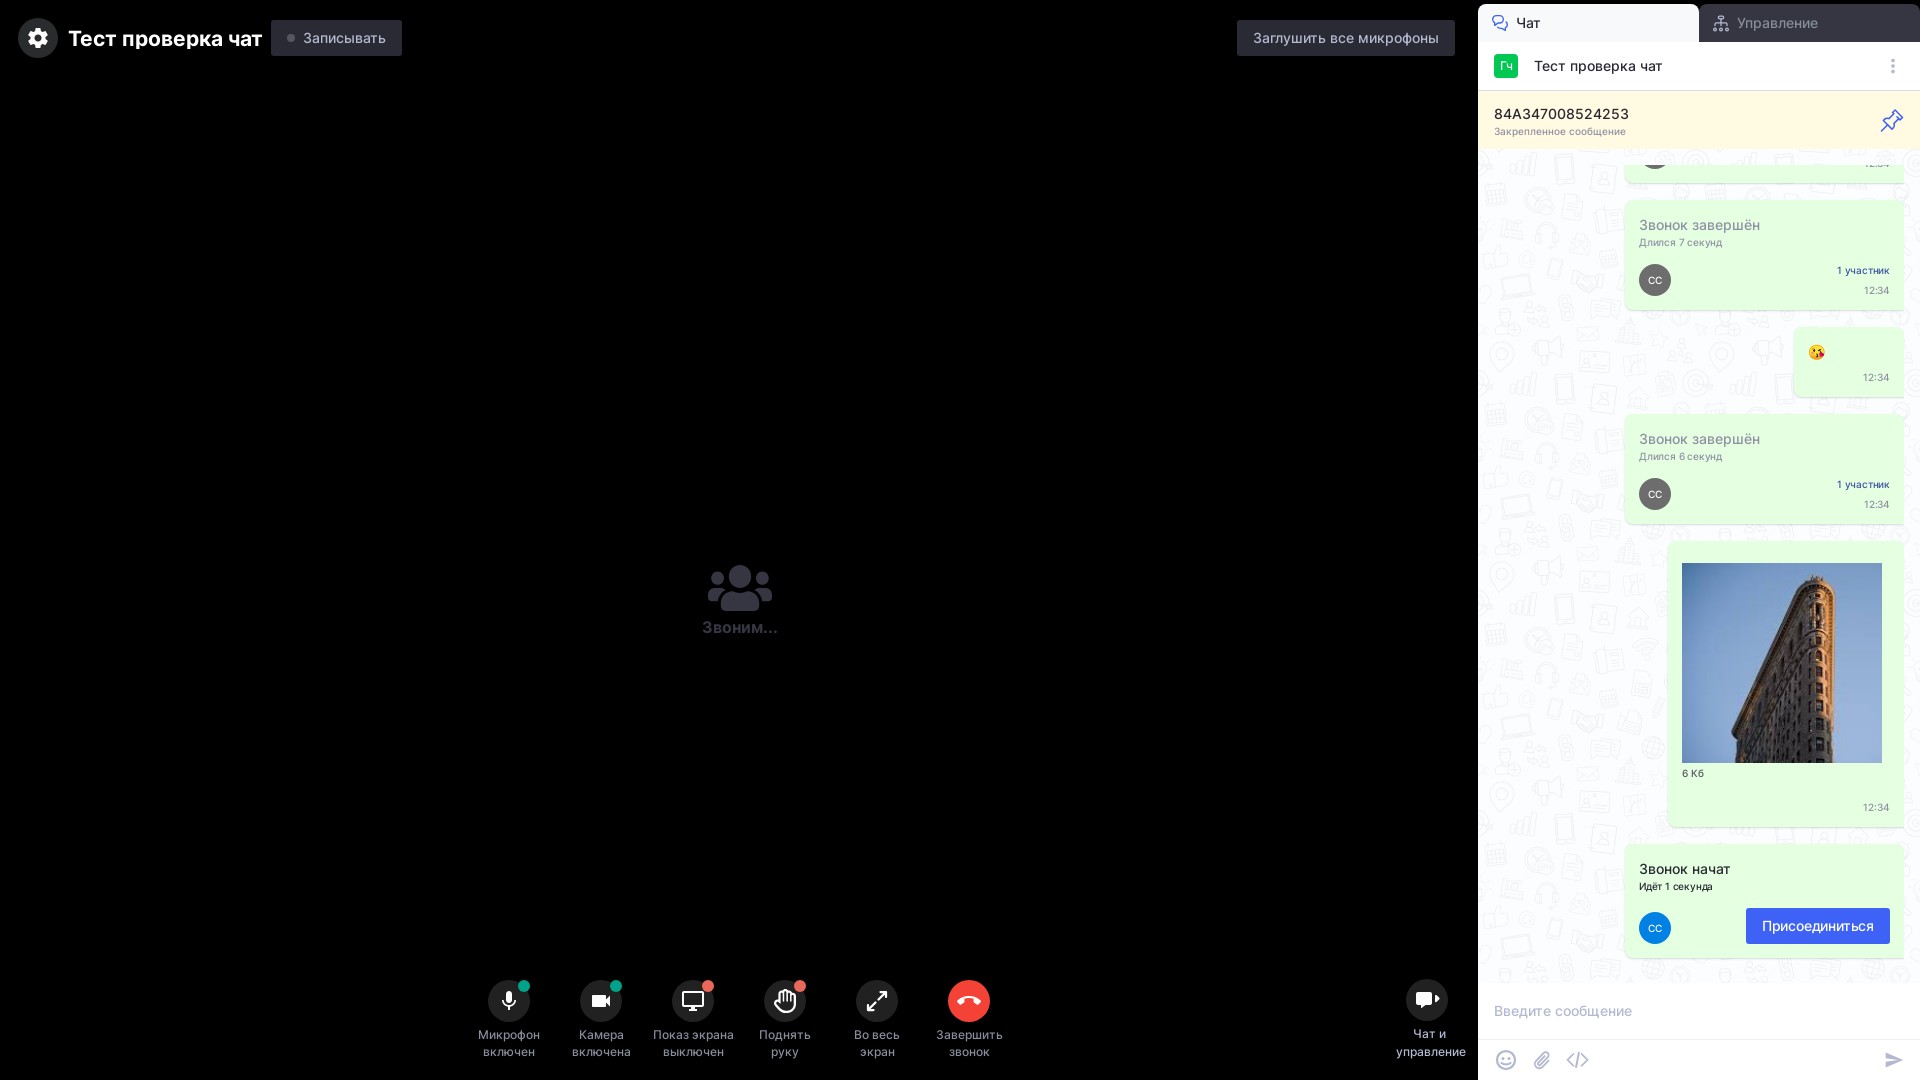 Тест проверка чат
Записывать
Заглушить все микрофоны
Звоним...
Микрофон
включен
Камера
включена
Показ экрана
выключен
Поднять
руку
Во весь
экран
Завершить
звонок
Чат и
управление
Чат
Управление
Гч
Тест проверка чат
84A347008524253
Закрепленное сообщение
Звонок завершён
Длился 7 секунд
СС
1 участник
12:34
12:34
Звонок завершён
Длился 6 секунд
СС
1 участник
12:34
6 Кб
12:34
Звонок начат
Идёт 1 секунда
СС
Присоединиться
Введите сообщение